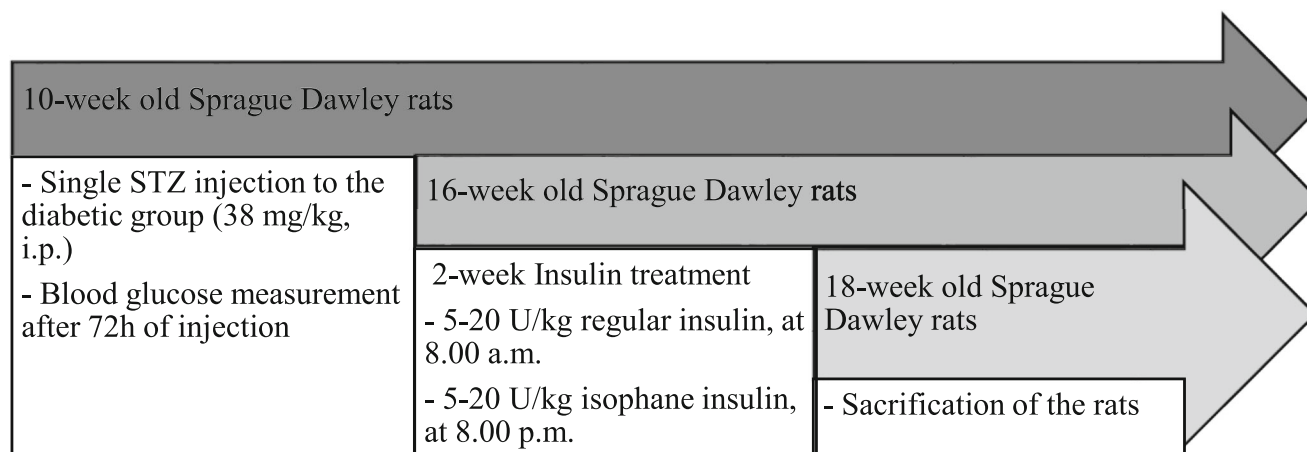 10-week old Sprague Dawley rats
- Single STZ injection to the
diabetic group (38 mg/kg,
i.p.)
- Blood glucose measurement
after 72h of injection
16-week old Sprague Dawley rats
2-week Insulin treatment
- 5-20 U/kg regular insulin, at
8.00 a.m.
- 5-20 U/kg isophane insulin,
at 8.00 p.m.
18-week old Sprague
Dawley rats
- Sacrification of the rats